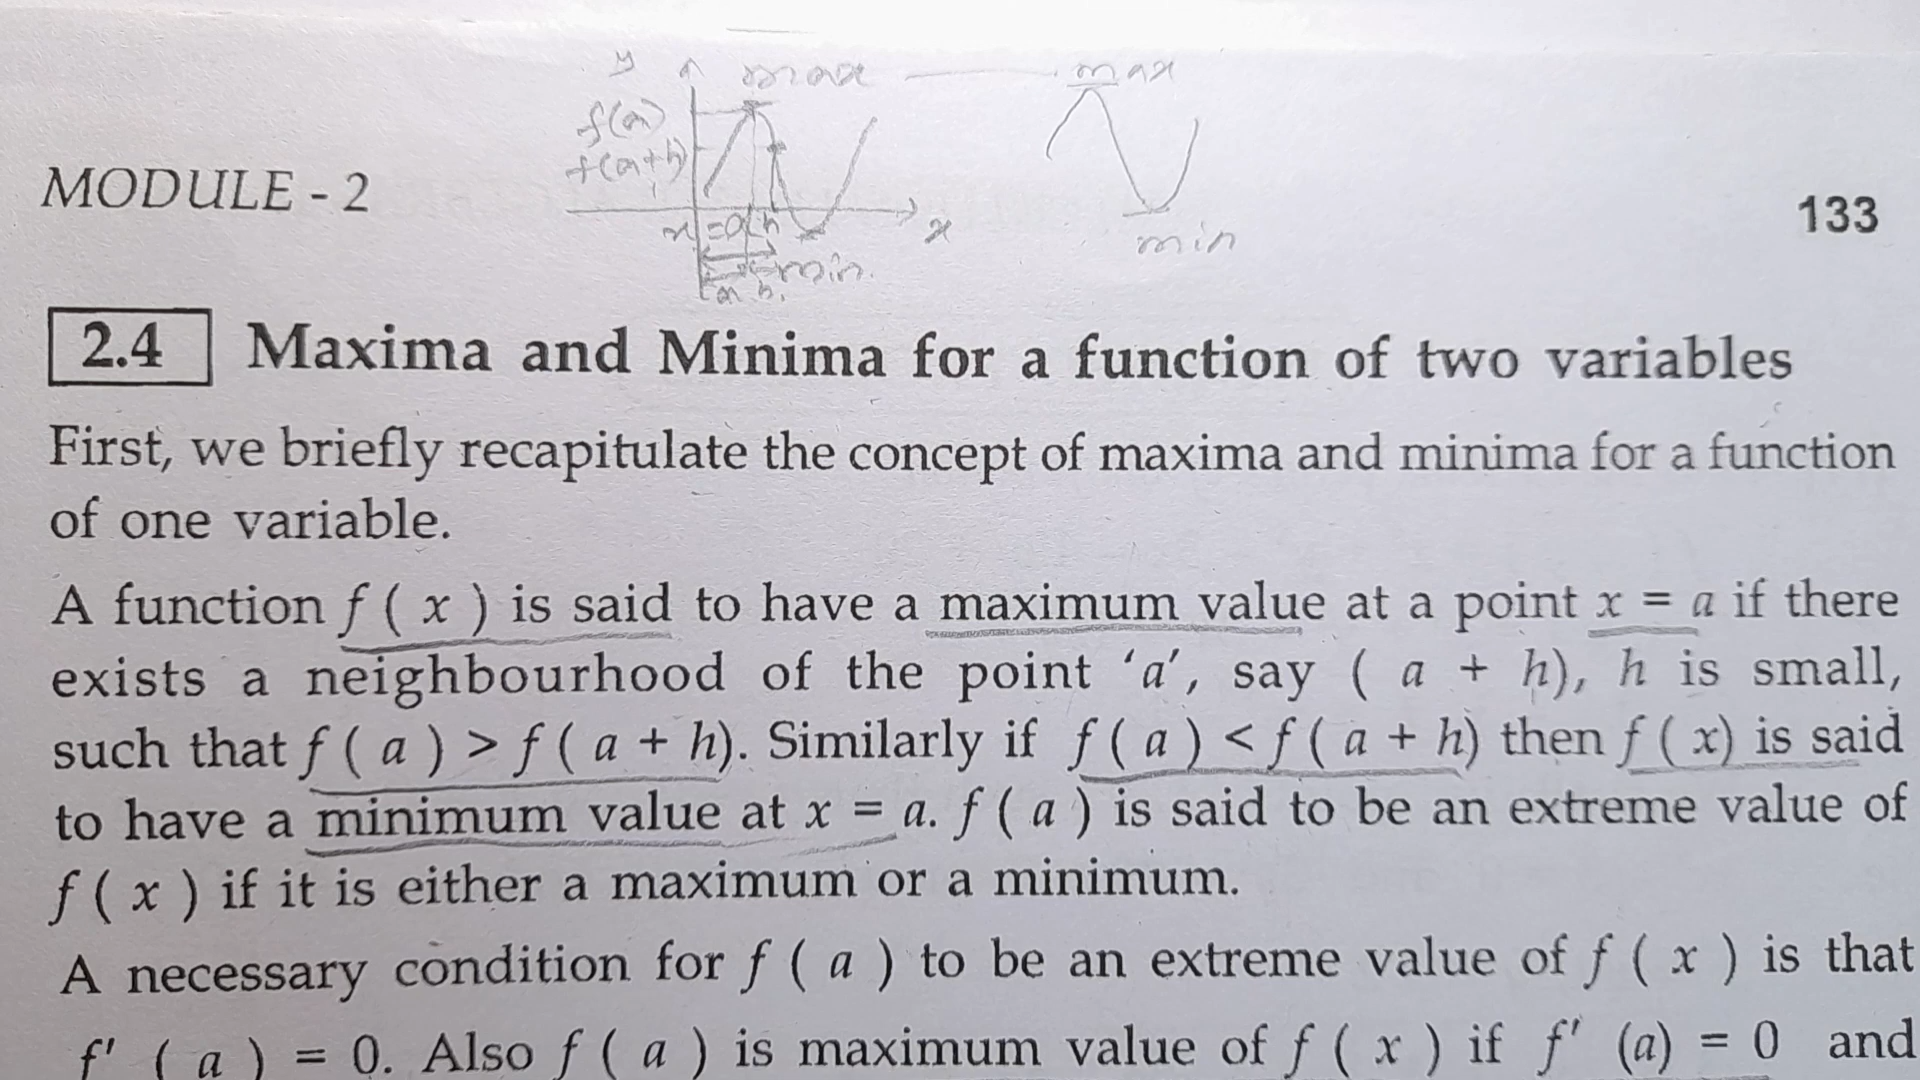 y max max
f(a)
f(a+h)
MODULE - 2
133
x=a h x
min. min
a h
2.4 Maxima and Minima for a function of two variables
First, we briefly recapitulate the concept of maxima and minima for a function
of one variable.
A function f ( x ) is said to have a maximum value at a point x = a if there
exists a neighbourhood of the point ‘a’, say ( a + h), h is small,
such that f ( a ) > f ( a + h). Similarly if f ( a ) < f ( a + h) then f ( x) is said
to have a minimum value at x = a. f ( a ) is said to be an extreme value of
f ( x ) if it is either a maximum or a minimum.
A necessary condition for f ( a ) to be an extreme value of f ( x ) is that
f' ( a ) = 0. Also f ( a ) is maximum value of f ( x ) if f' (a) = 0 and